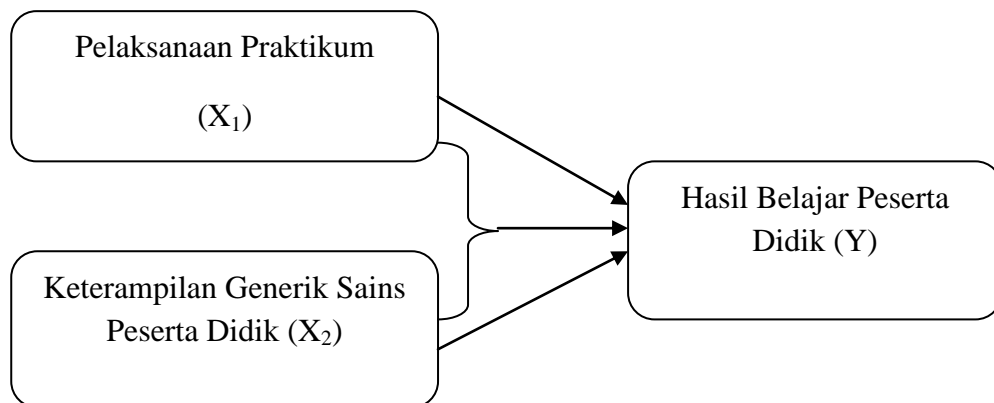 Pelaksanaan Praktikum
(X₁)
Hasil Belajar Peserta
Didik (Y)
Keterampilan Generik Sains
Peserta Didik (X₂)